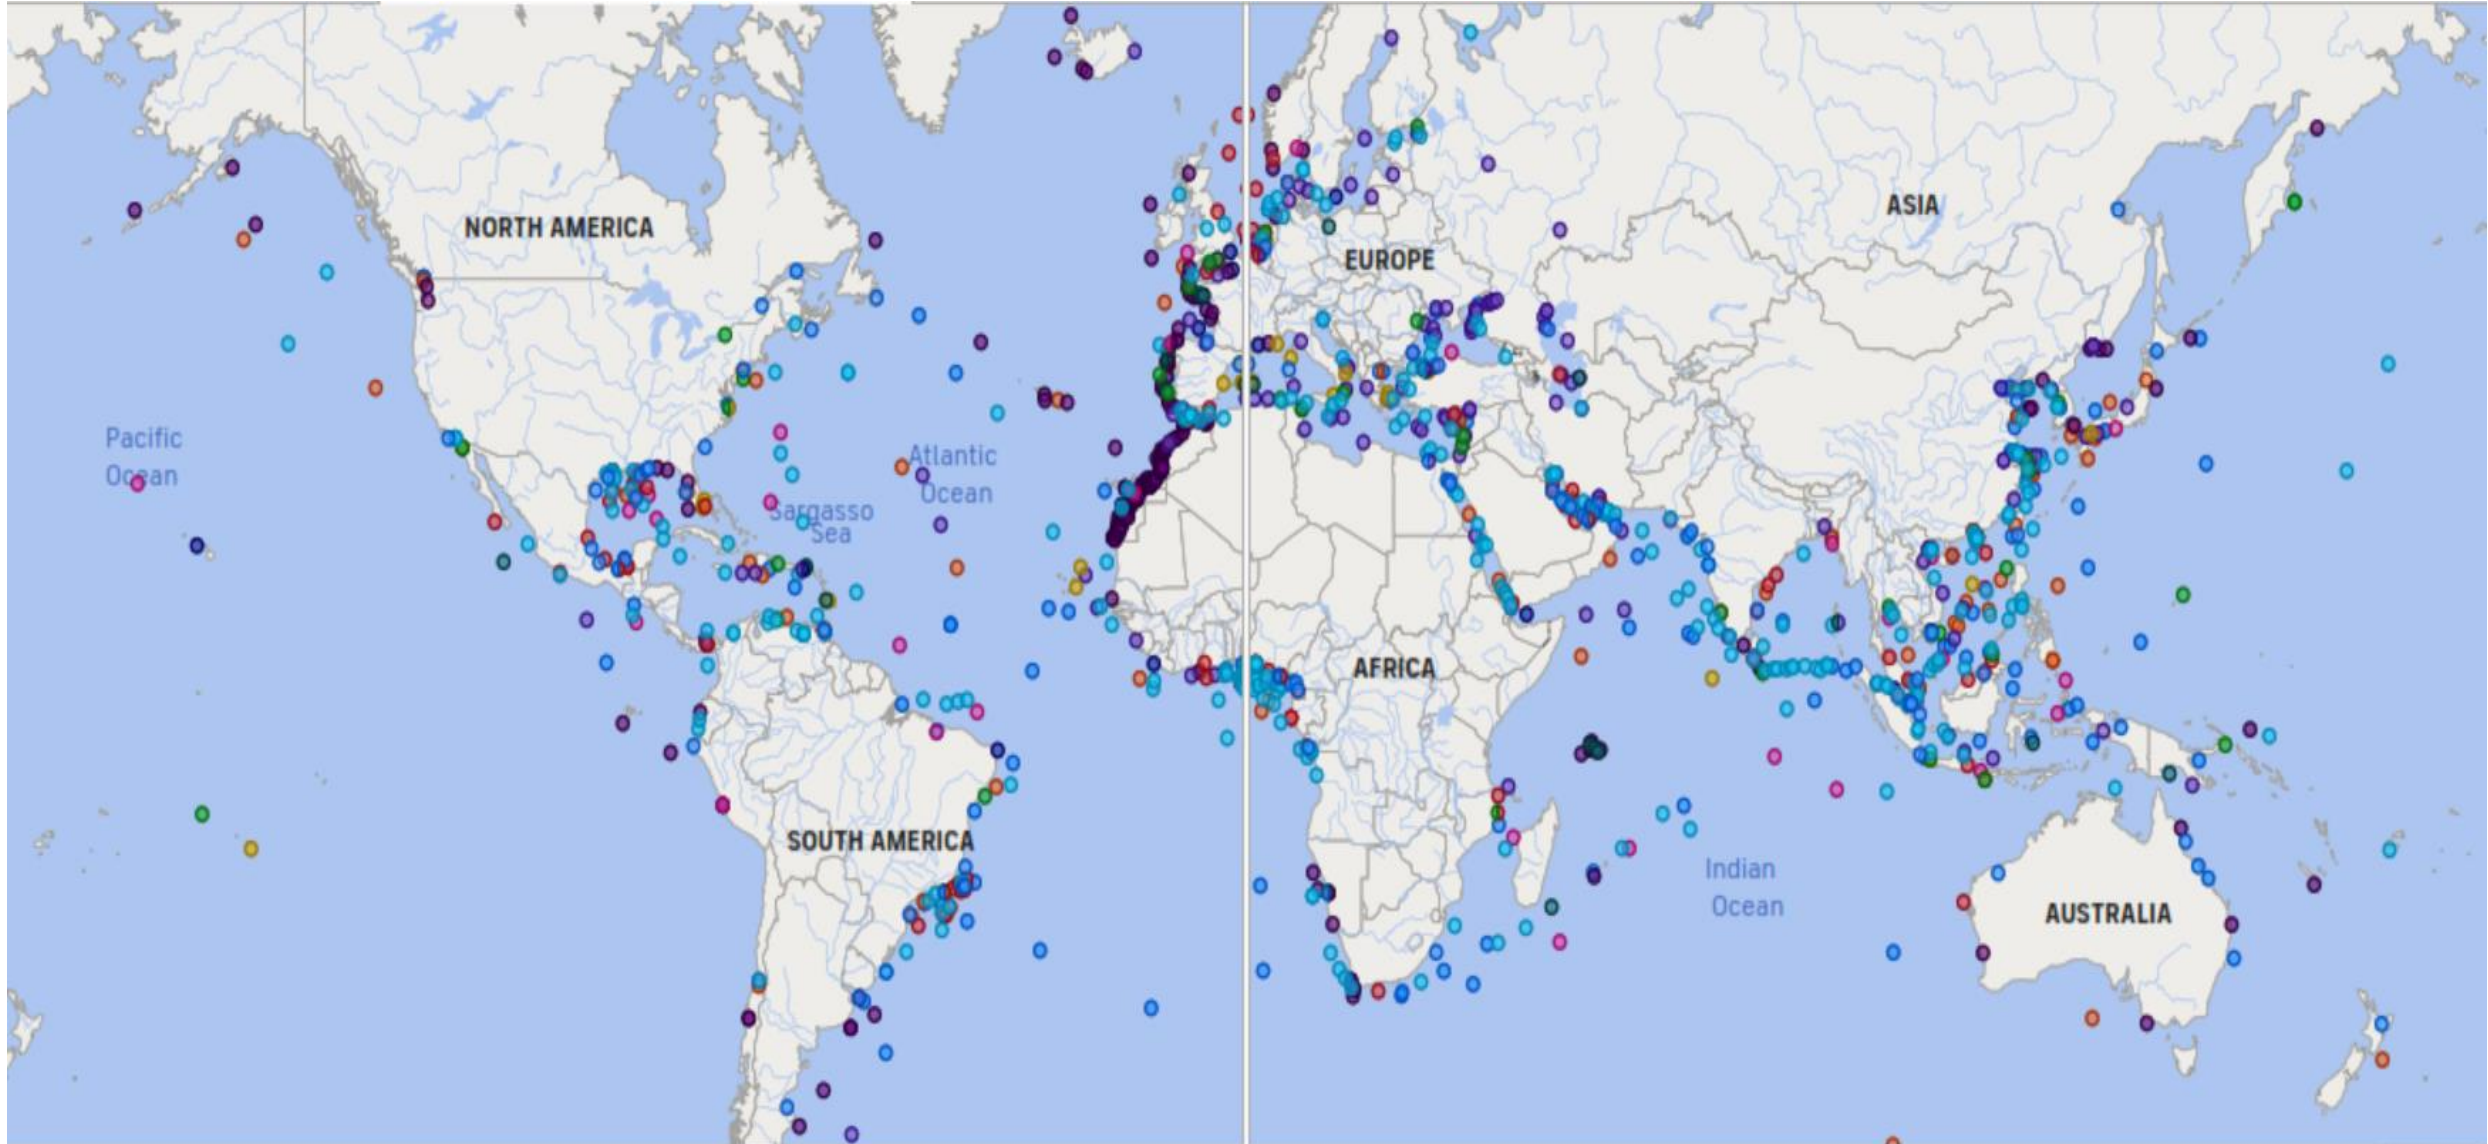 NORTH AMERICA
ASIA
EUROPE
Pacific
Ocean
Atlantic
Ocean
Sargasso
Sea
AFRICA
SOUTH AMERICA
Indian
Ocean
AUSTRALIA